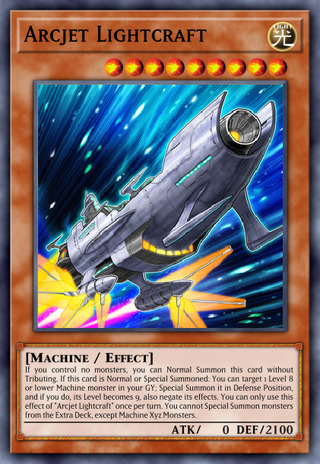 Arcjet Lightcraft
LIGHT
光
[Machine / Effect]
If you control no monsters, you can Normal Summon this card without
Tributing. If this card is Normal or Special Summoned: You can target 1 Level 8
or lower Machine monster in your GY; Special Summon it in Defense Position,
and if you do, its Level becomes 9, also negate its effects. You can only use this
effect of "Arcjet Lightcraft" once per turn. You cannot Special Summon monsters
from the Extra Deck, except Machine Xyz Monsters.
ATK/ 0 DEF/2100